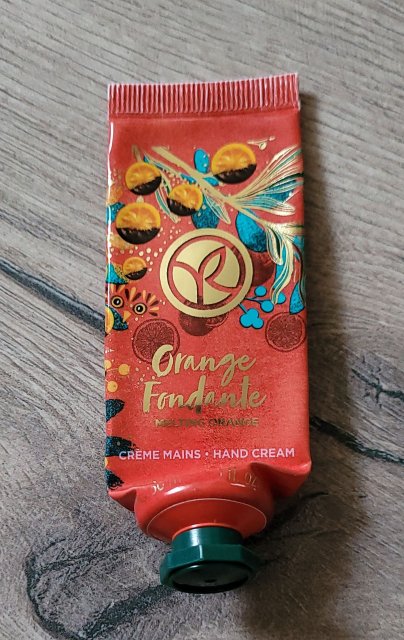 Orange
Fondante
MELTING ORANGE
CRÈME MAINS • HAND CREAM